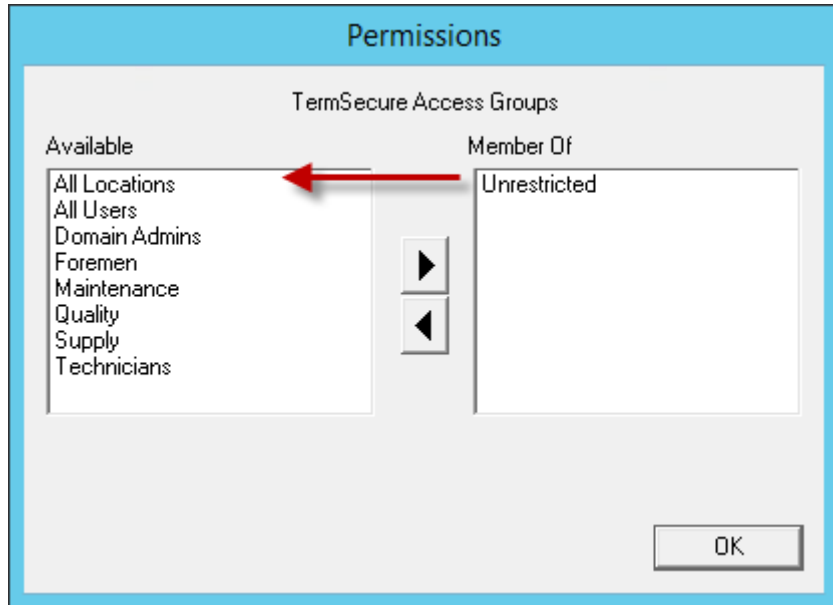 Permissions
TermSecure Access Groups
Available
Member Of
All Locations
All Users
Domain Admins
Foremen
Maintenance
Quality
Supply
Technicians
Unrestricted
OK